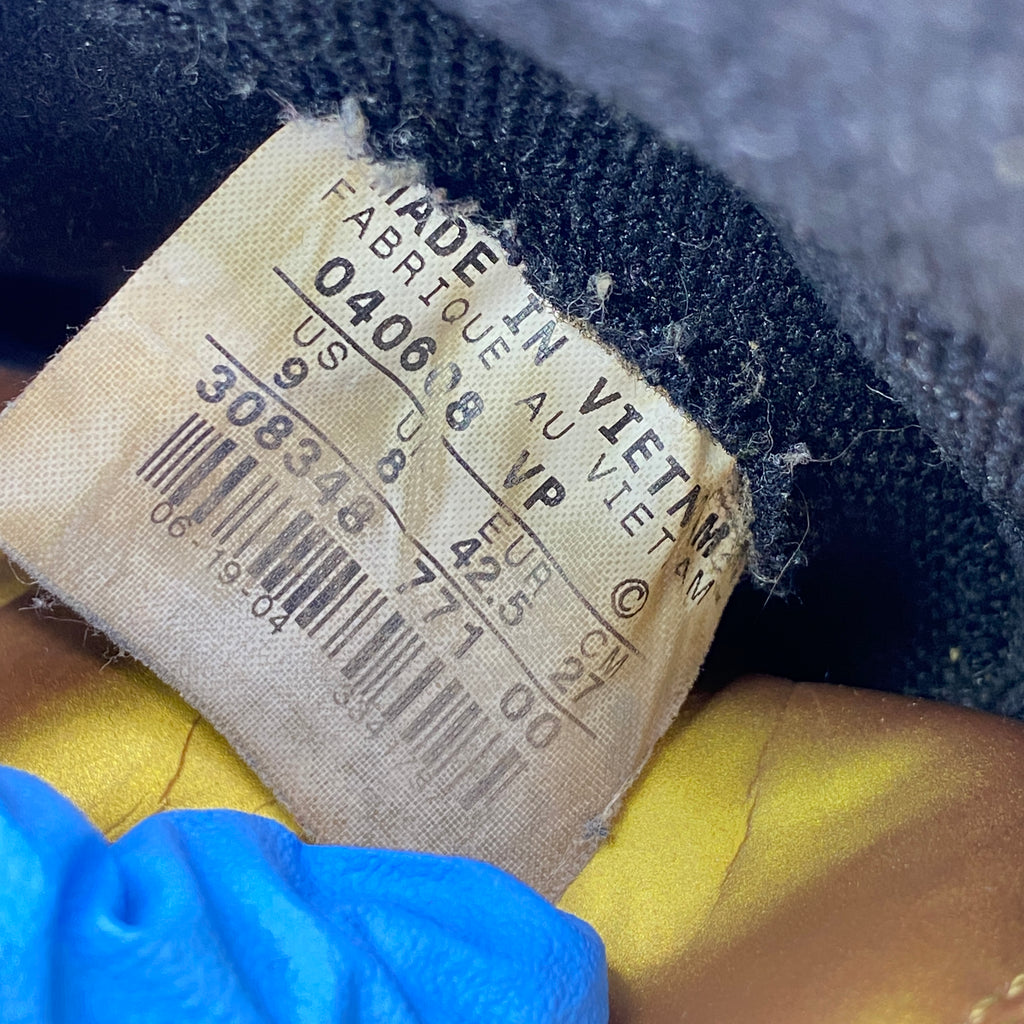 MADE IN VIETNAM
FABRIQUE AU VIETNAM
040608 VP ©
US EUR CM
9 8 42.5 27
308348 771 00
06-19-04